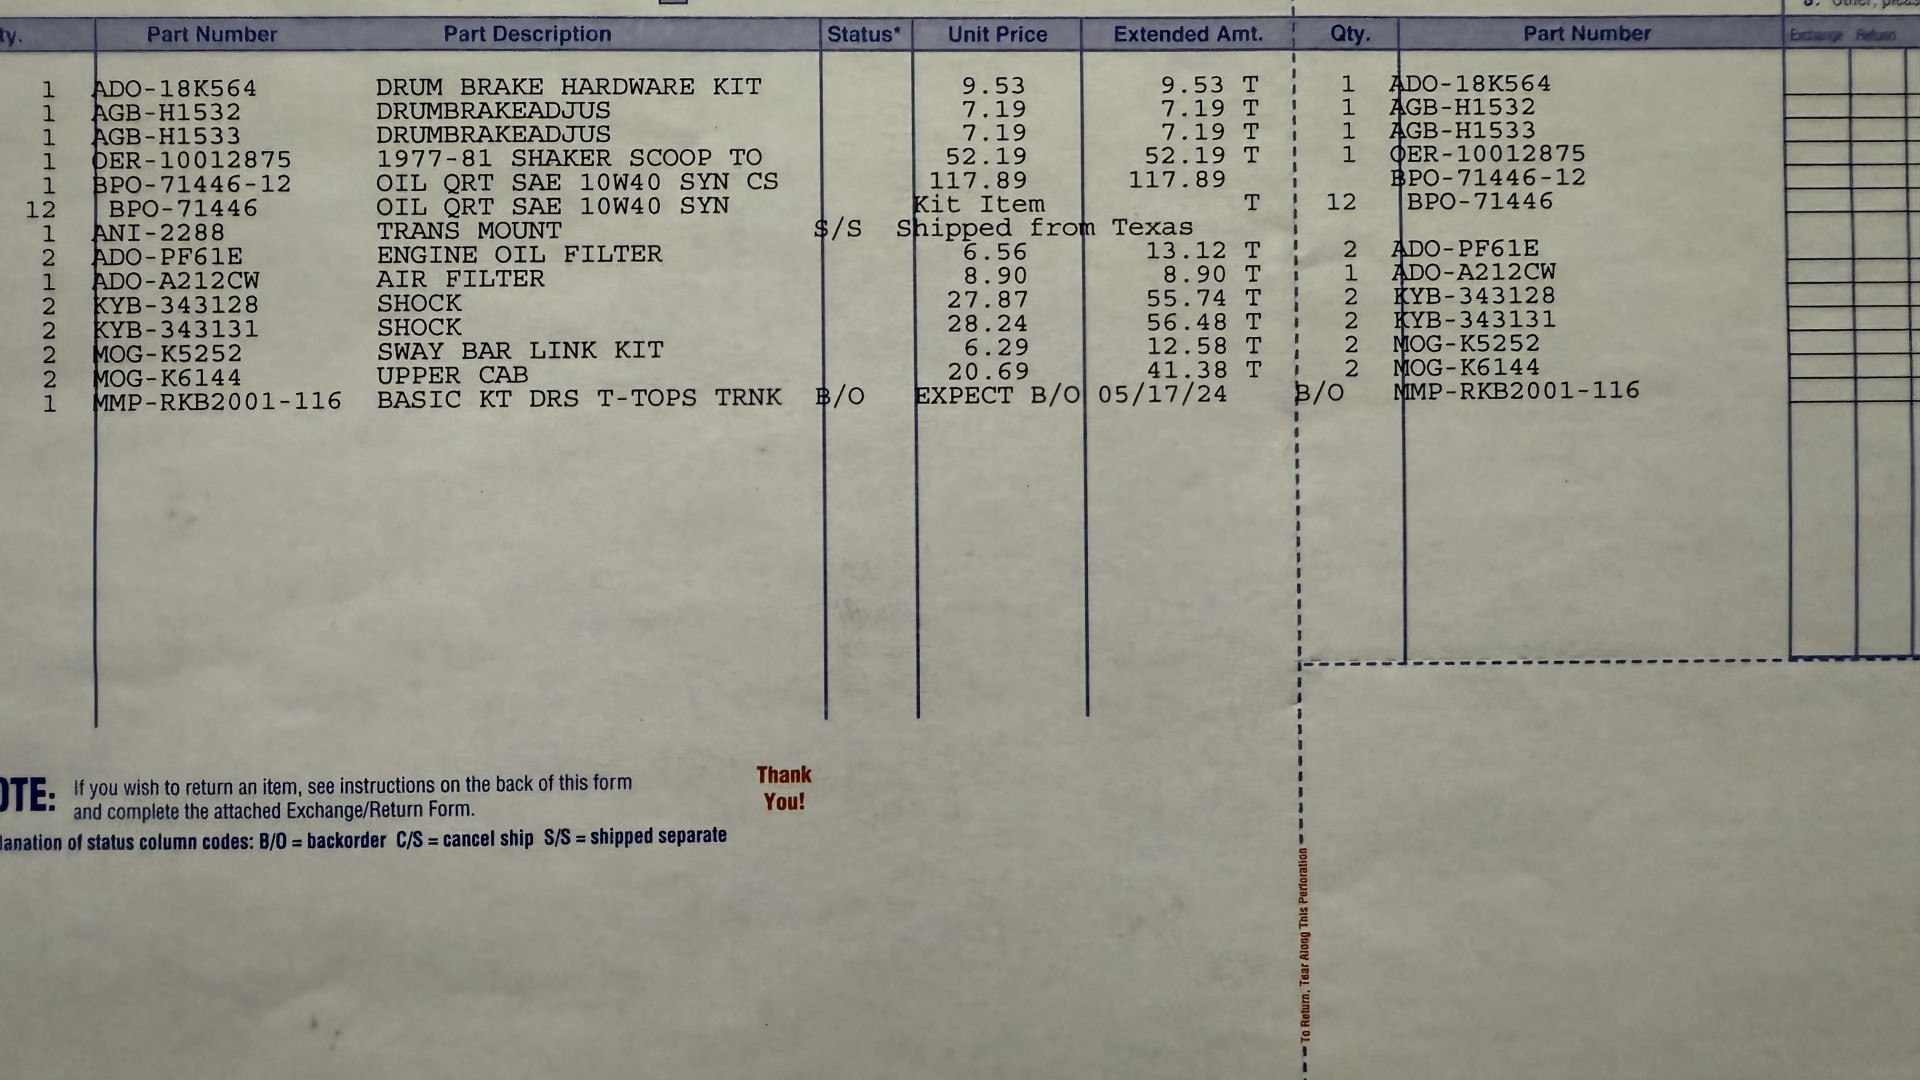 ty. Part Number Part Description Status* Unit Price Extended Amt. Qty. Part Number Exchange Return
1 ADO-18K564 DRUM BRAKE HARDWARE KIT 9.53 9.53 T 1 ADO-18K564
1 AGB-H1532 DRUMBRAKEADJUS 7.19 7.19 T 1 AGB-H1532
1 AGB-H1533 DRUMBRAKEADJUS 7.19 7.19 T 1 AGB-H1533
1 OER-10012875 1977-81 SHAKER SCOOP TO 52.19 52.19 T 1 OER-10012875
1 BPO-71446-12 OIL QRT SAE 10W40 SYN CS 117.89 117.89 BPO-71446-12
12 BPO-71446 OIL QRT SAE 10W40 SYN Kit Item T 12 BPO-71446
1 ANI-2288 TRANS MOUNT S/S Shipped from Texas
2 ADO-PF61E ENGINE OIL FILTER 6.56 13.12 T 2 ADO-PF61E
1 ADO-A212CW AIR FILTER 8.90 8.90 T 1 ADO-A212CW
2 KYB-343128 SHOCK 27.87 55.74 T 2 KYB-343128
2 KYB-343131 SHOCK 28.24 56.48 T 2 KYB-343131
2 MOG-K5252 SWAY BAR LINK KIT 6.29 12.58 T 2 MOG-K5252
2 MOG-K6144 UPPER CAB 20.69 41.38 T 2 MOG-K6144
1 MMP-RKB2001-116 BASIC KT DRS T-TOPS TRNK B/O EXPECT B/O 05/17/24 B/O MMP-RKB2001-116
OTE: If you wish to return an item, see instructions on the back of this form
and complete the attached Exchange/Return Form.
Thank
You!
lanation of status column codes: B/O = backorder C/S = cancel ship S/S = shipped separate
To Return, Tear Along This Perforation